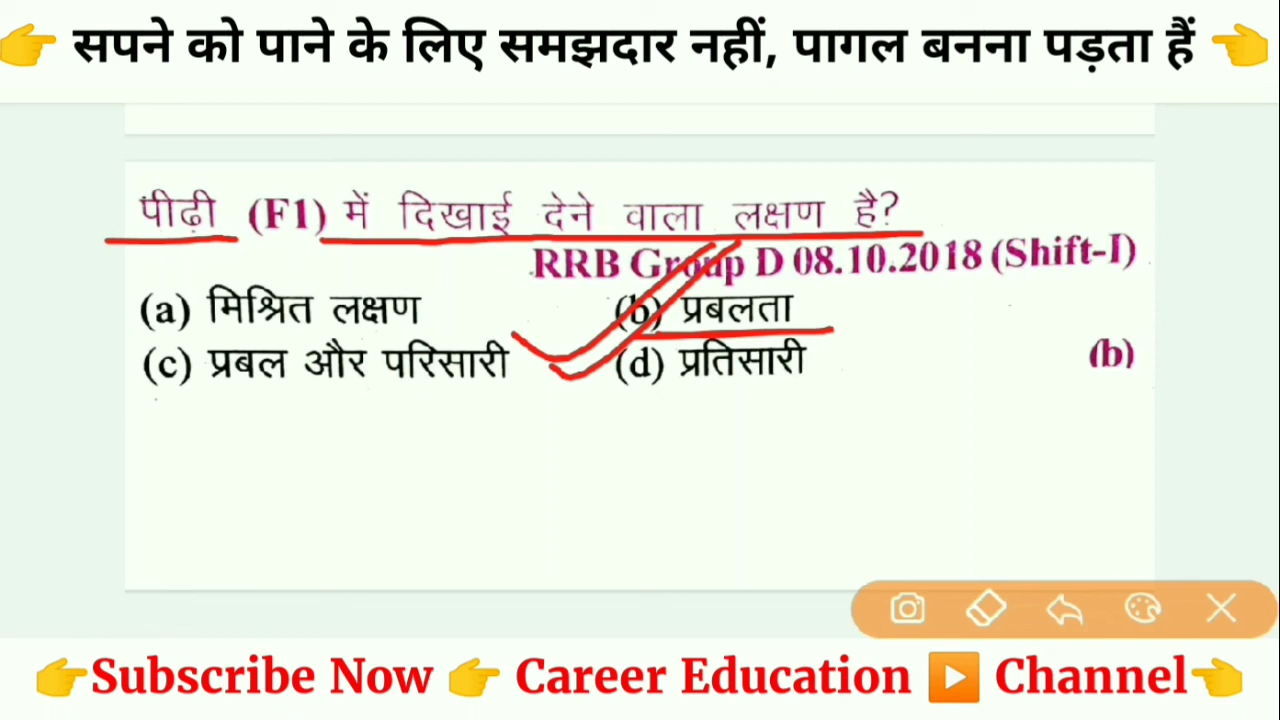 👉 सपने को पाने के लिए समझदार नहीं, पागल बनना पड़ता हैं 👈
पीढ़ी (F1) में दिखाई देने वाला लक्षण है?
RRB Group D 08.10.2018 (Shift-I)
(a) मिश्रित लक्षण (b) प्रबलता
(c) प्रबल और परिसारी (d) प्रतिसारी (b)
👉Subscribe Now 👉 Career Education ▶️ Channel👈